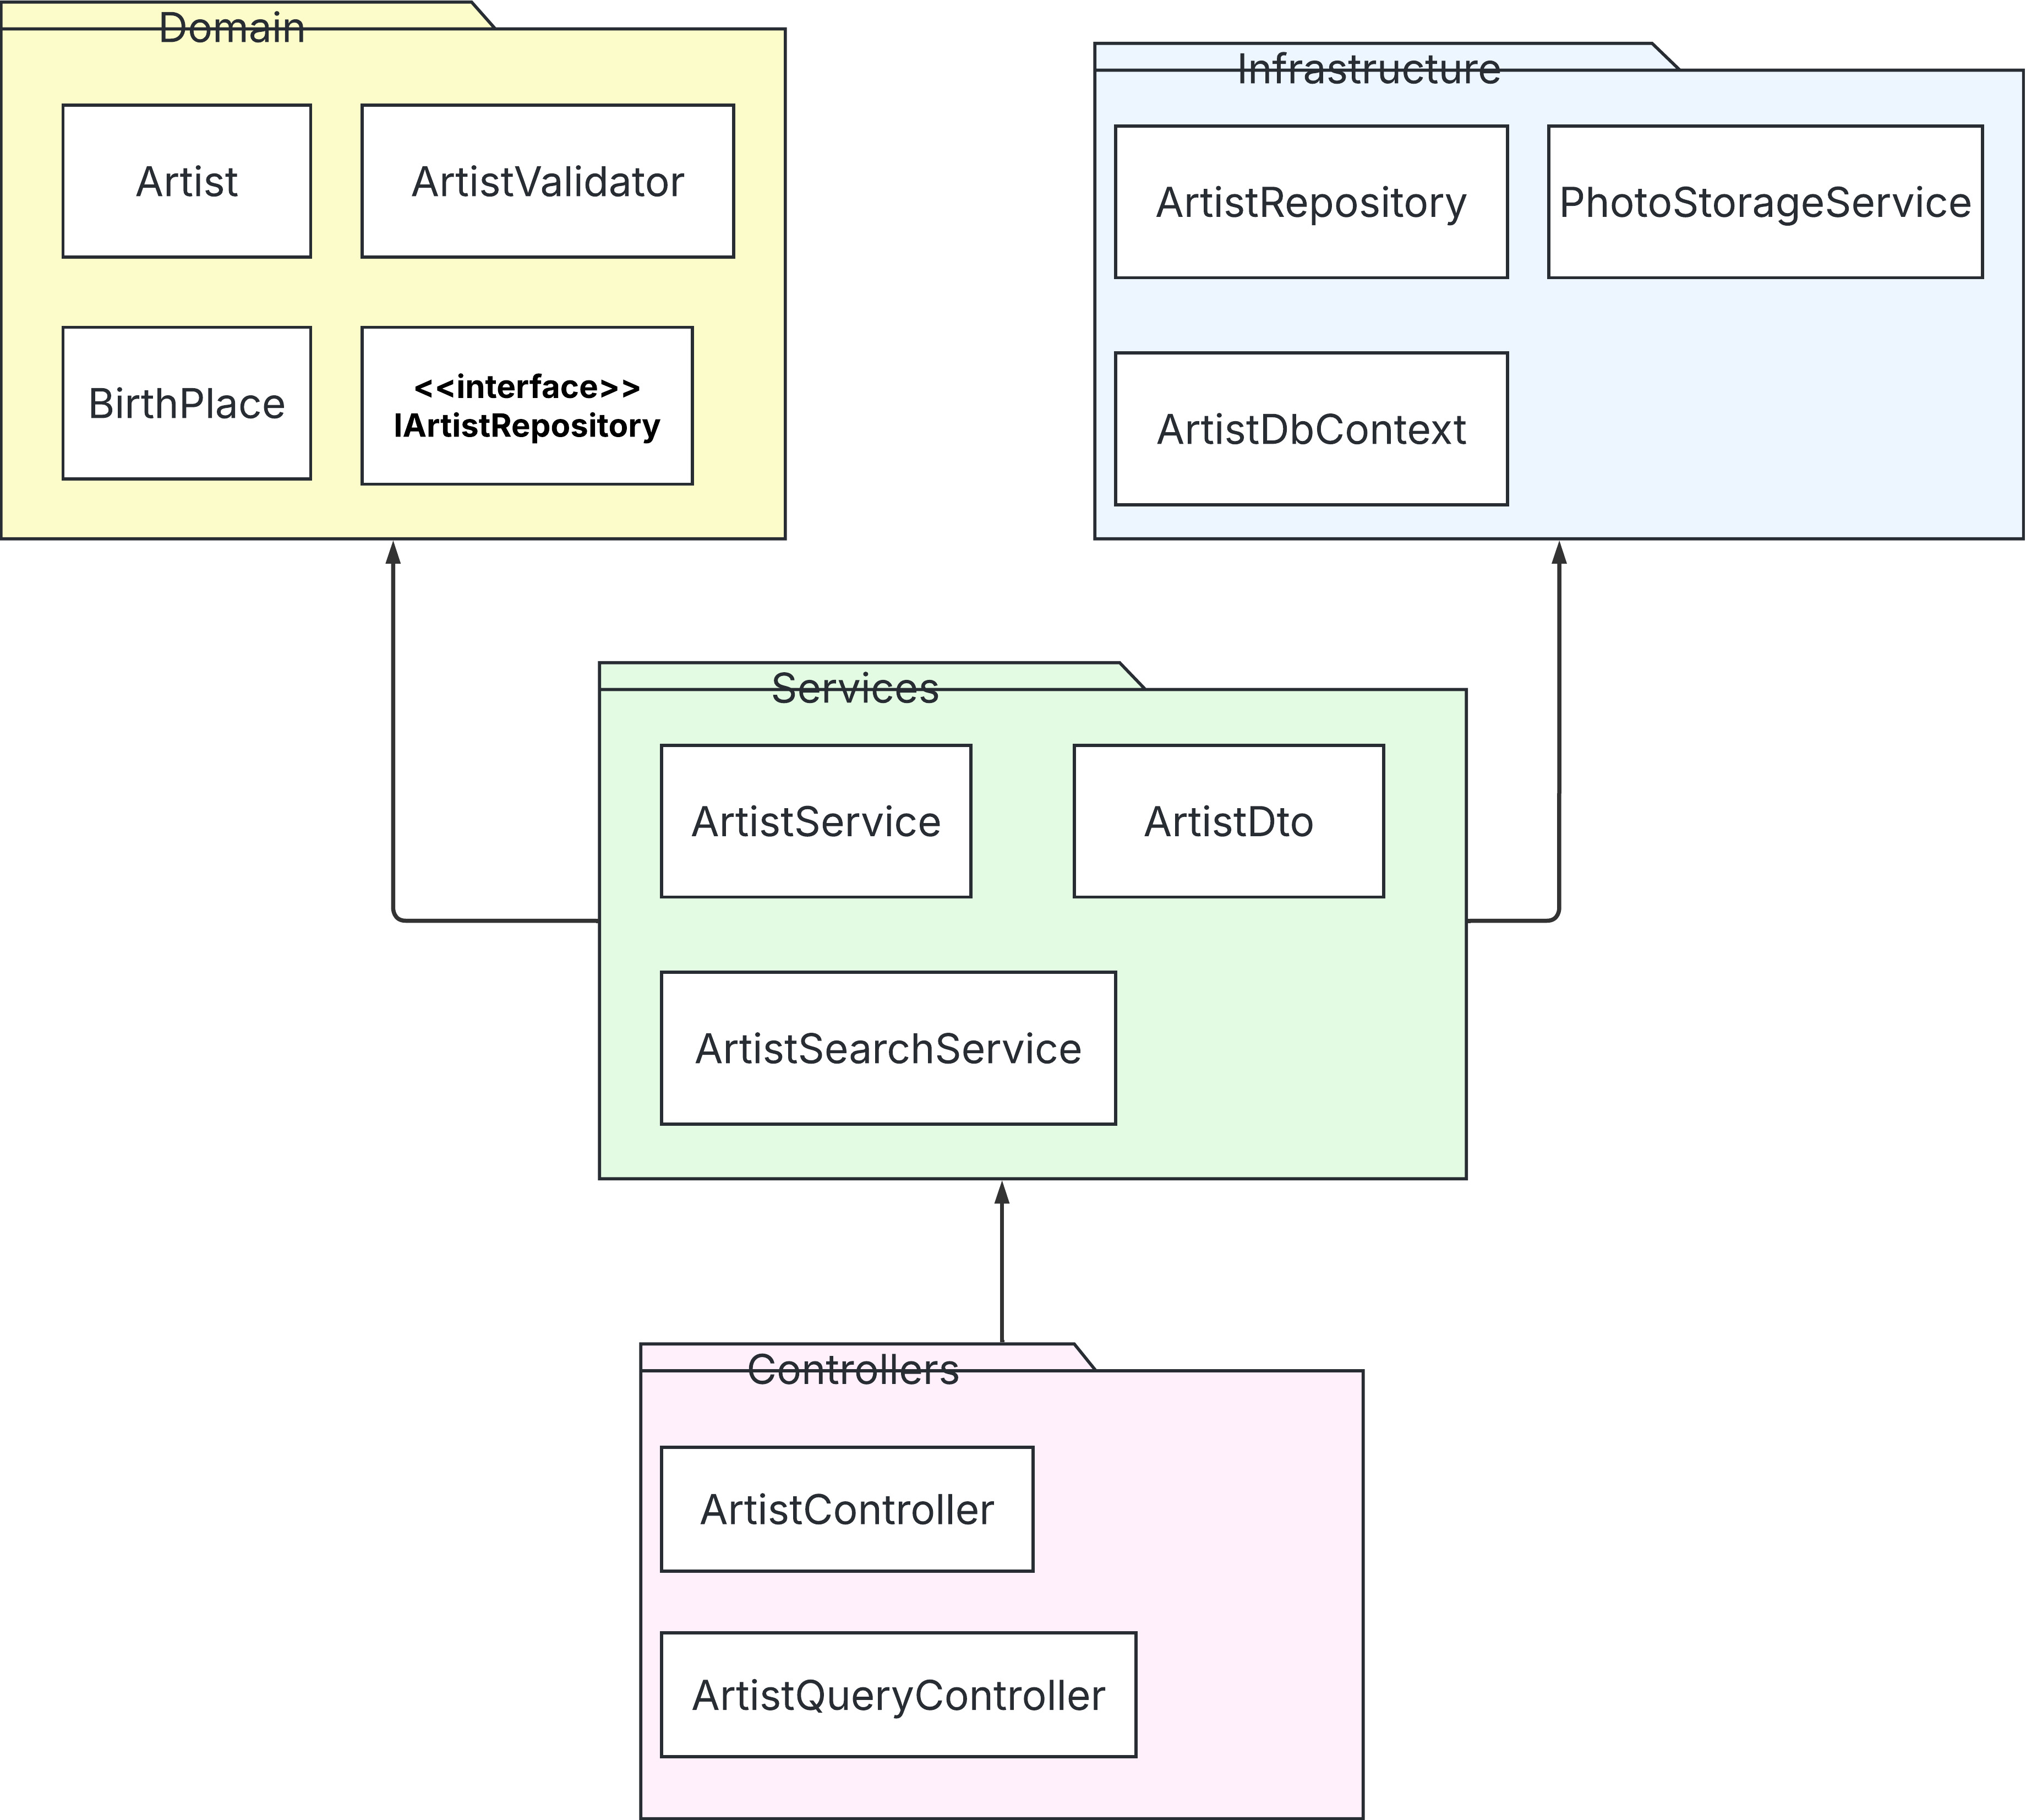 Domain
Artist
ArtistValidator
BirthPlace
<<interface>>
IArtistRepository
Infrastructure
ArtistRepository
PhotoStorageService
ArtistDbContext
Services
ArtistService
ArtistDto
ArtistSearchService
Controllers
ArtistController
ArtistQueryController